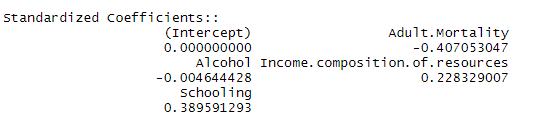 Standardized Coefficients::
(Intercept) Adult.Mortality
0.000000000 -0.407053047
Alcohol Income.composition.of.resources
-0.004644428 0.228329007
Schooling
0.389591293